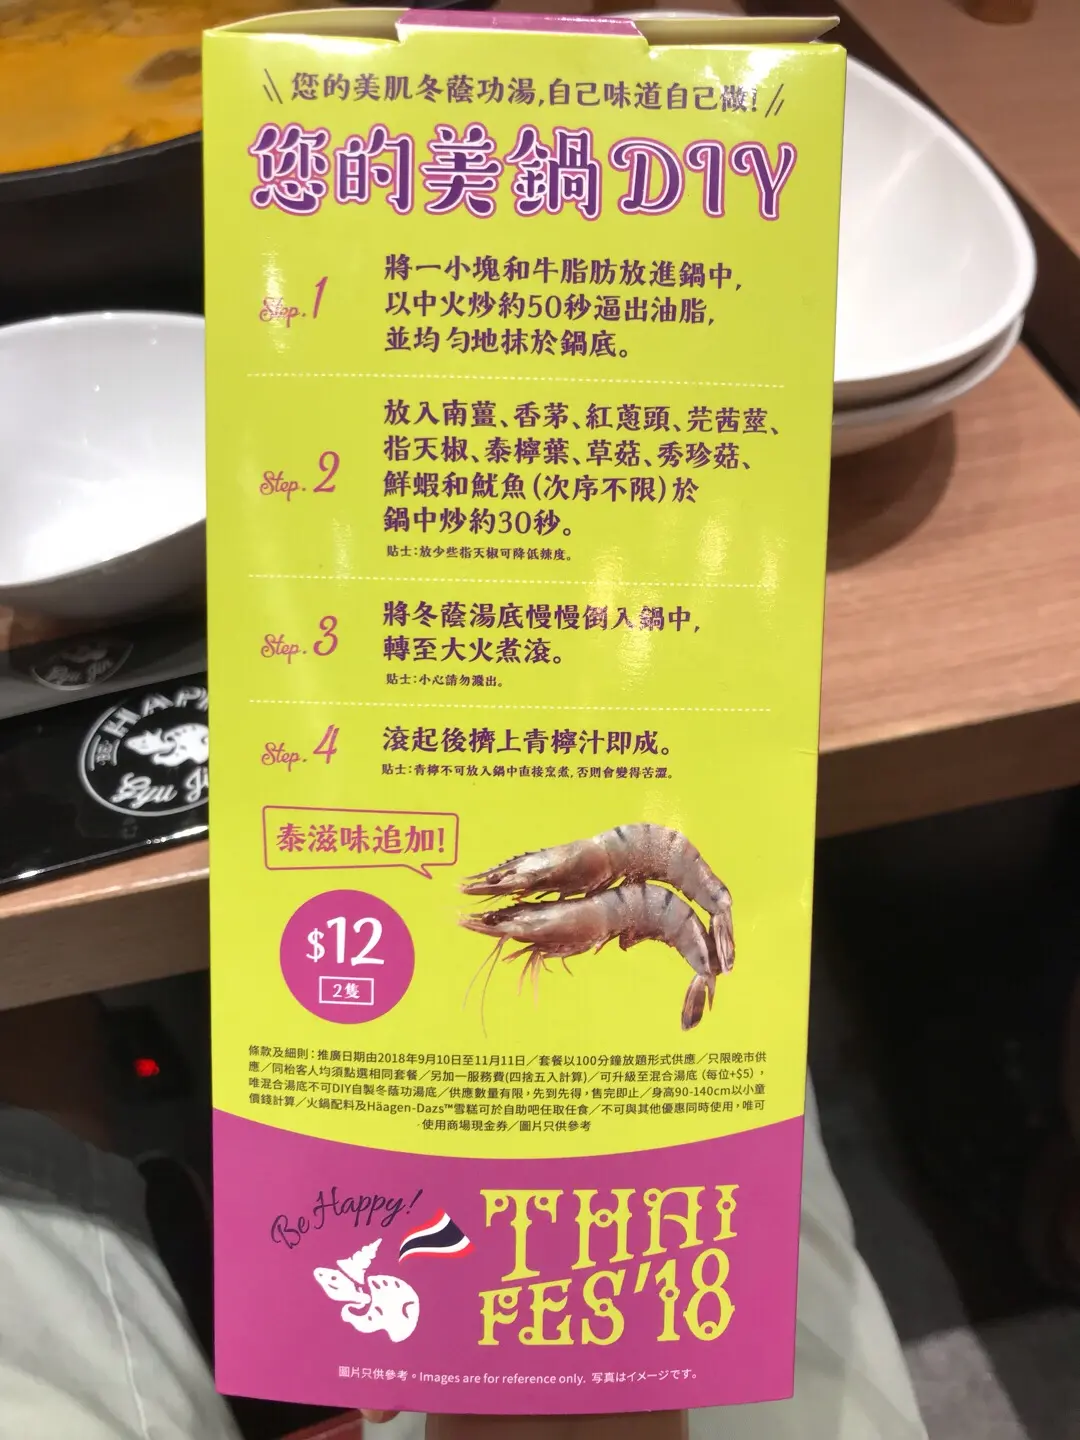 您的美肌冬蔭功湯,自己味道自己做!
您的美鍋DIY
Step.1
將一小塊和牛脂肪放進鍋中,
以中火炒約50秒逼出油脂,
並均勻地抹於鍋底。
Step.2
放入南薑、香茅、紅蔥頭、芫茜莖、
指天椒、泰檸葉、草菇、秀珍菇、
鮮蝦和魷魚(次序不限)於
鍋中炒約30秒。
貼士:放少些指天椒可降低辣度。
Step.3
將冬蔭湯底慢慢倒入鍋中,
轉至大火煮滾。
貼士:小心請勿濺出。
Step.4
滾起後擠上青檸汁即成。
貼士:青檸不可放入鍋中直接烹煮,否則會變得苦澀。
泰滋味追加!
$12
2隻
條款及細則:推廣日期由2018年9月10日至11月11日/套餐以100分鐘放題形式供應/只限晚市供
應/同枱客人均須點選相同套餐/另加一服務費(四捨五入計算)/可升級至混合湯底(每位+$5),
唯混合湯底不可DIY自製冬蔭功湯底/供應數量有限,先到先得,售完即止/身高90-140cm以小童
價錢計算/火鍋配料及Häagen-Dazs™雪糕可於自助吧任取任食/不可與其他優惠同時使用,唯可
使用商場現金券/圖片只供參考
Be Happy!
THAI
FES'18
圖片只供參考。Images are for reference only. 写真はイメージです。
BE HAPPY
Gyu Jin